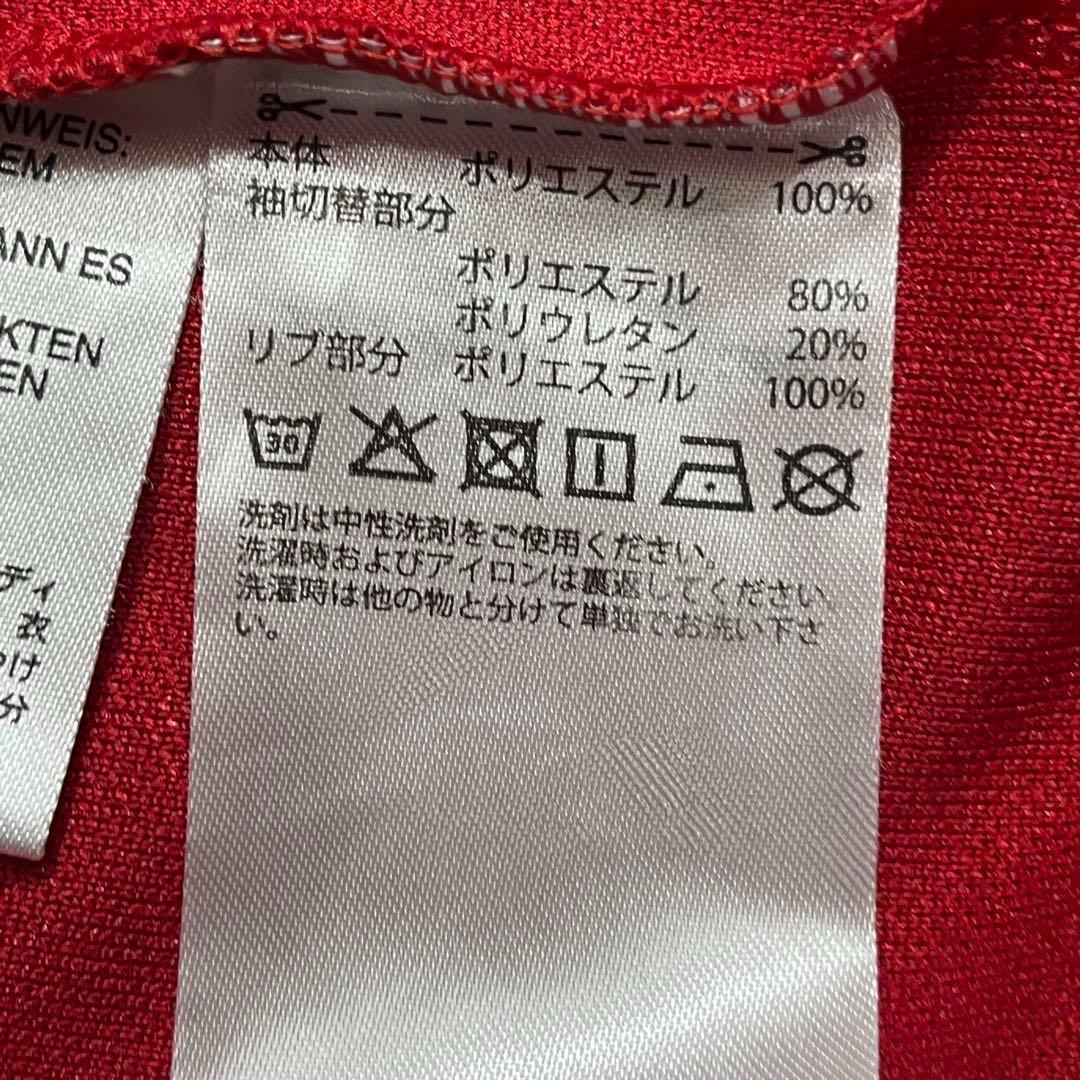 NWEIS:
EM
ANN ES
KTEN
EN
ディ
衣
け
分
本体 ポリエステル 100%
袖切替部分
ポリエステル 80%
ポリウレタン 20%
リブ部分 ポリエステル 100%
30
洗剤は中性洗剤をご使用ください。
洗濯時およびアイロンは裏返してください。
洗濯時は他の物と分けて単独でお洗い下さ
い。